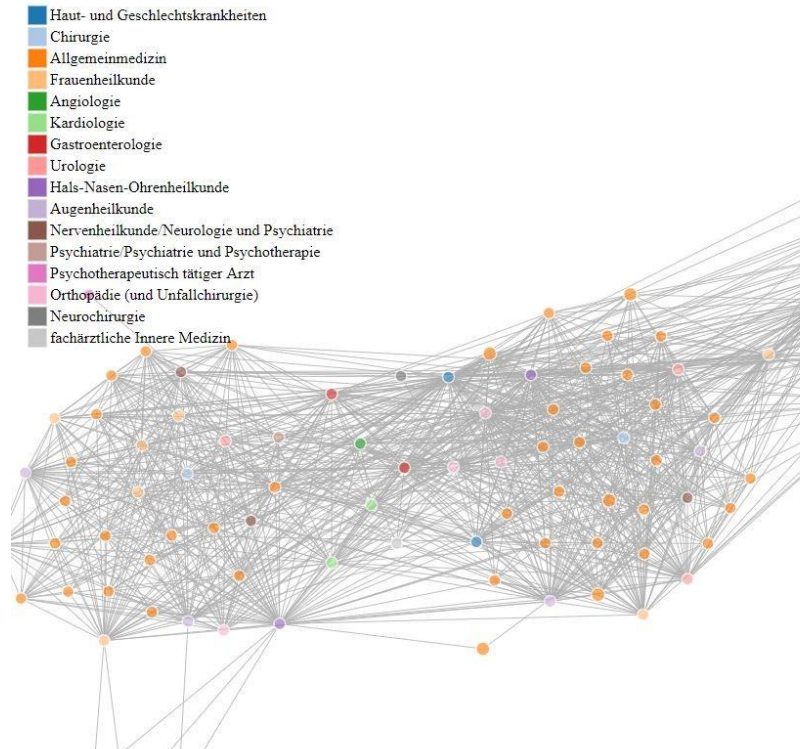 Haut- und Geschlechtskrankheiten
Chirurgie
Allgemeinmedizin
Frauenheilkunde
Angiologie
Kardiologie
Gastroenterologie
Urologie
Hals-Nasen-Ohrenheilkunde
Augenheilkunde
Nervenheilkunde/Neurologie und Psychiatrie
Psychiatrie/Psychiatrie und Psychotherapie
Psychotherapeutisch tätiger Arzt
Orthopädie (und Unfallchirurgie)
Neurochirurgie
fachärztliche Innere Medizin